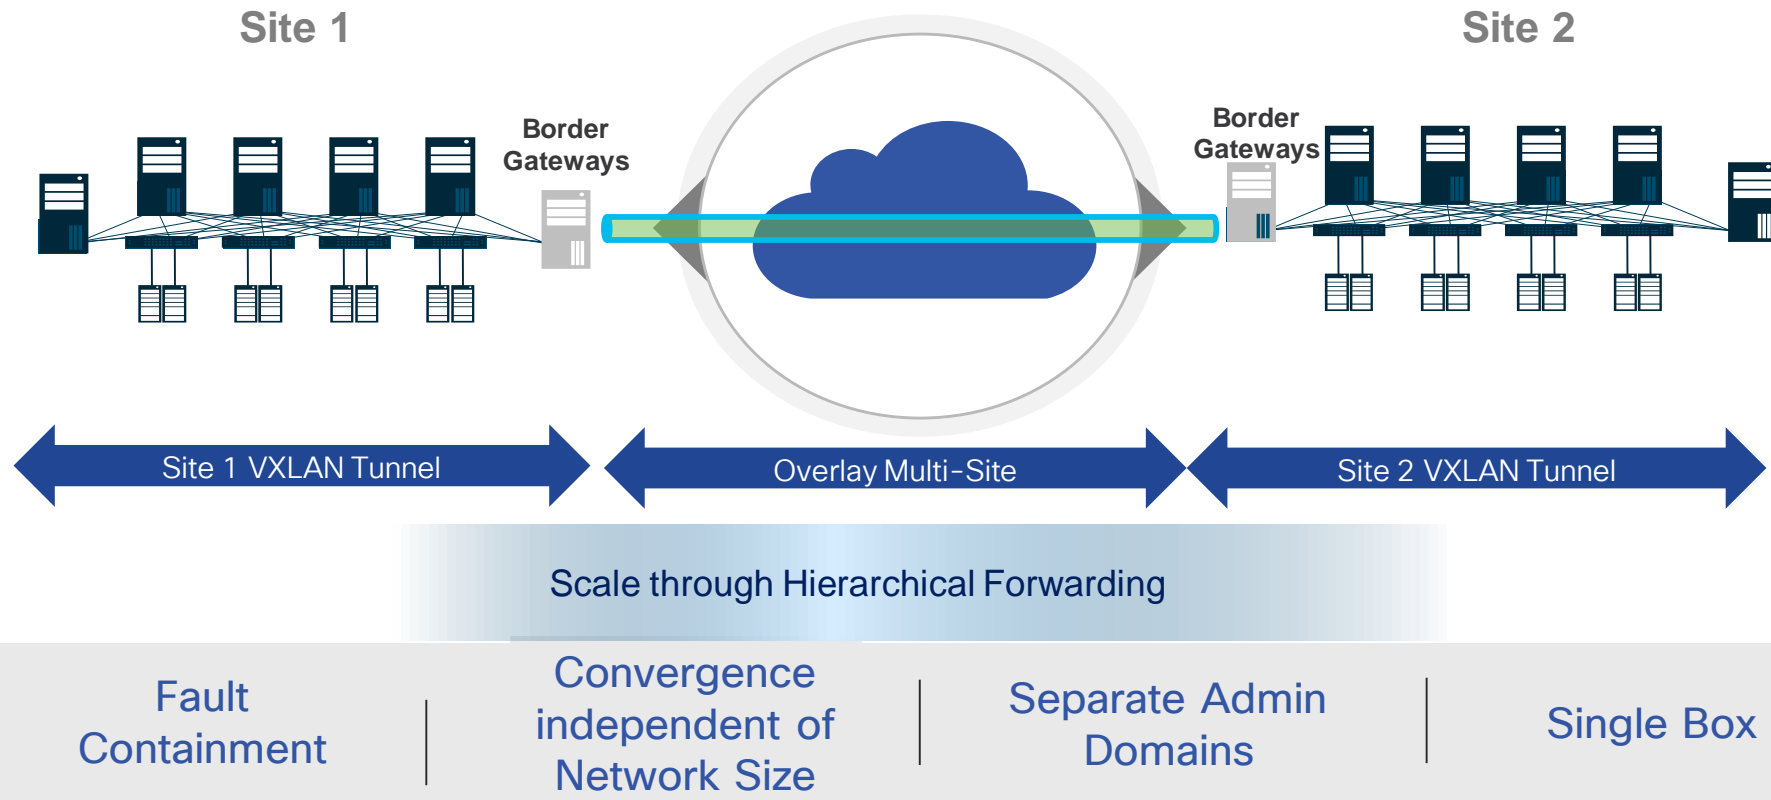 Site 1
Site 2
Border
Gateways
Border
Gateways
Site 1 VXLAN Tunnel
Overlay Multi-Site
Site 2 VXLAN Tunnel
Scale through Hierarchical Forwarding
Fault
Containment
Convergence
independent of
Network Size
Separate Admin
Domains
Single Box